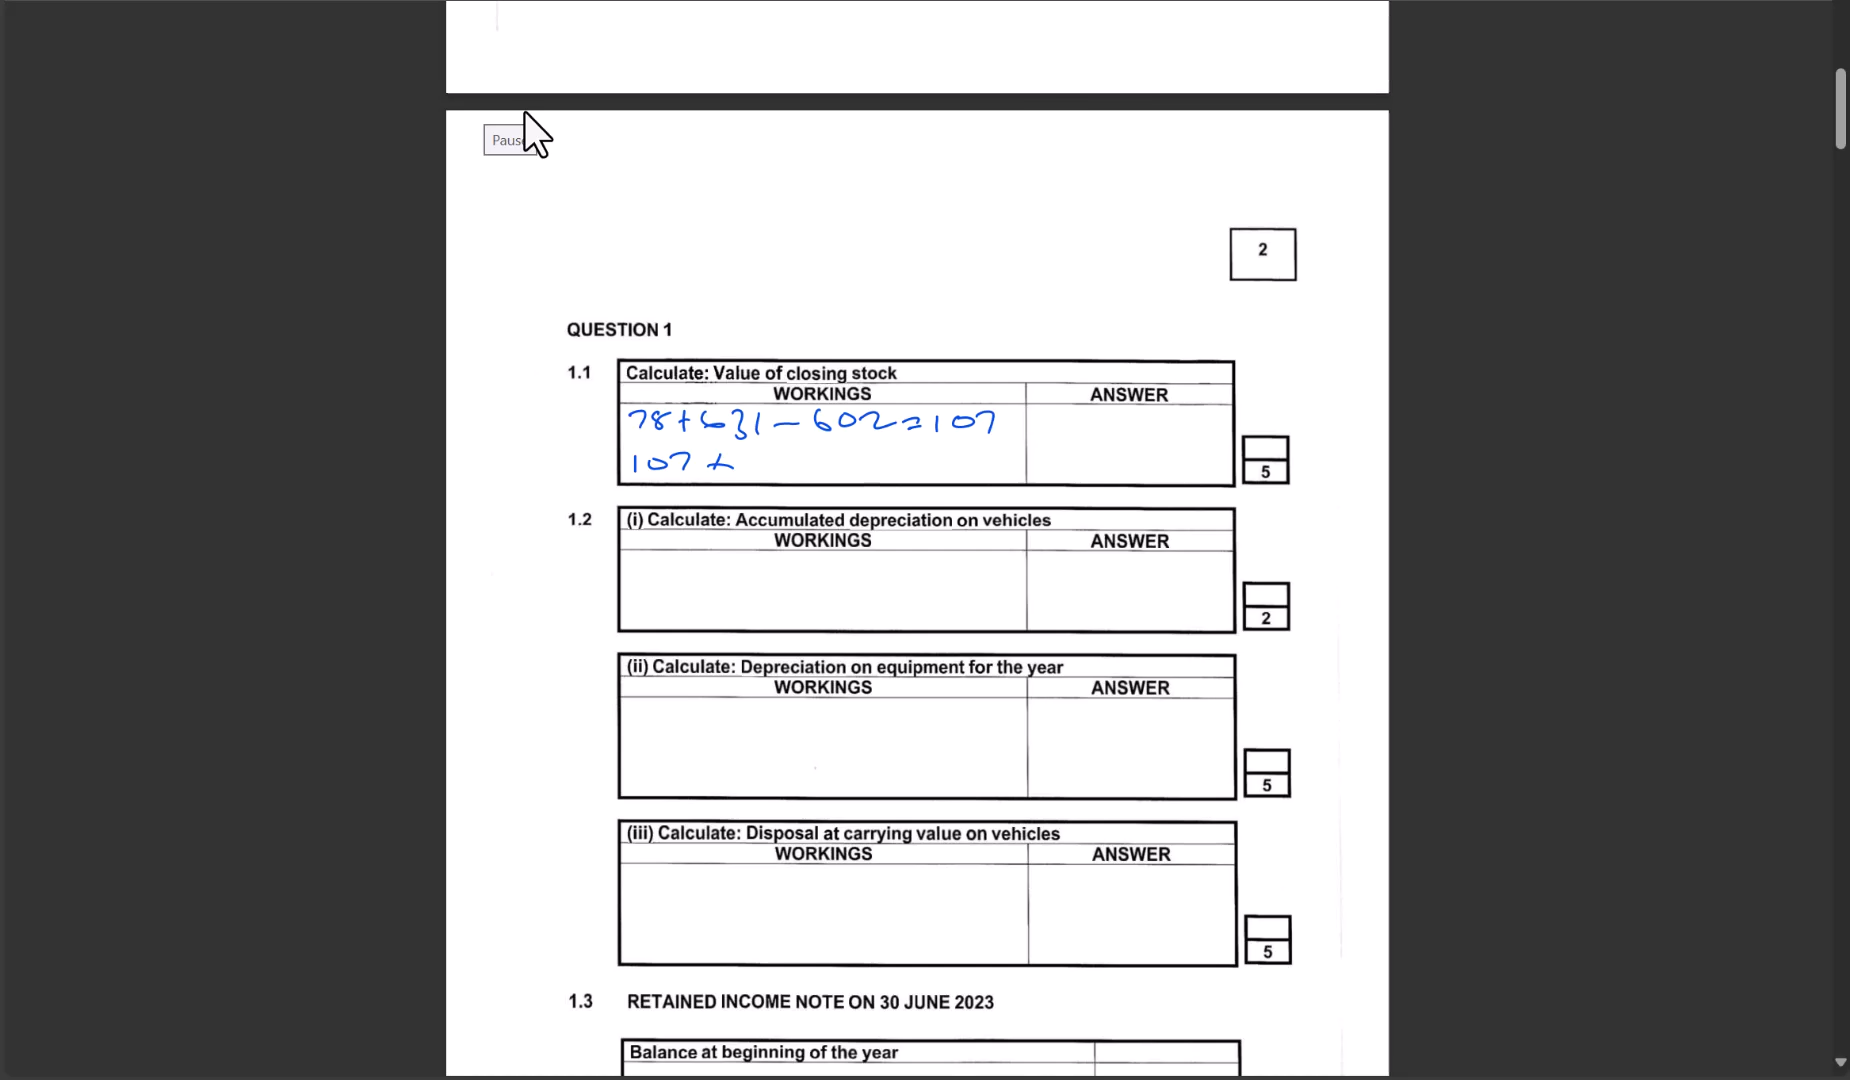 Paus
2
QUESTION 1
1.1
Calculate: Value of closing stock
WORKINGS
ANSWER
78 + 631 - 602 = 107
107 x
5
1.2
(i) Calculate: Accumulated depreciation on vehicles
WORKINGS
ANSWER
2
(ii) Calculate: Depreciation on equipment for the year
WORKINGS
ANSWER
5
(iii) Calculate: Disposal at carrying value on vehicles
WORKINGS
ANSWER
5
1.3 RETAINED INCOME NOTE ON 30 JUNE 2023
Balance at beginning of the year